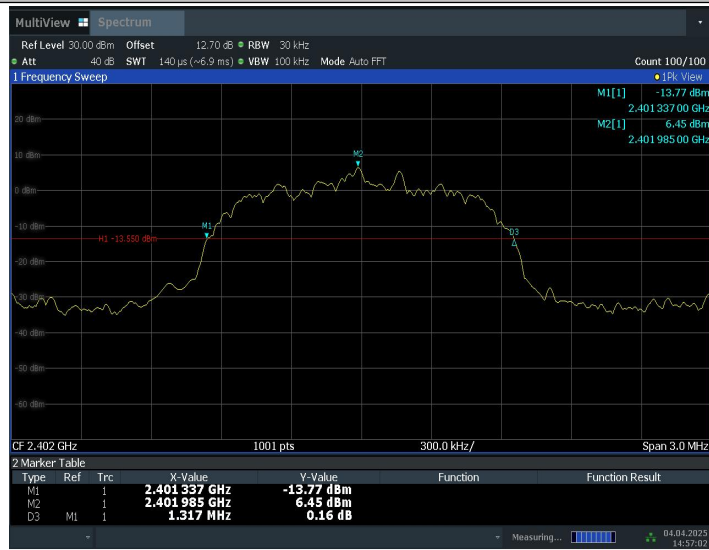 MultiView Spectrum
Ref Level 30.00 dBm Offset 12.70 dB RBW 30 kHz
Att 40 dB SWT 140 µs (~6.9 ms) VBW 100 kHz Mode Auto FFT Count 100/100
1 Frequency Sweep 1Pk View
M1[1] -13.77 dBm
2.401 337 00 GHz
M2[1] 6.45 dBm
2.401 985 00 GHz
20 dBm
10 dBm
M2
0 dBm
-10 dBm
M1
D3
H1 -13.550 dBm
-20 dBm
-30 dBm
-40 dBm
-50 dBm
-60 dBm
CF 2.402 GHz 1001 pts 300.0 kHz/ Span 3.0 MHz
2 Marker Table
Type Ref Trc X-Value Y-Value Function Function Result
M1 1 2.401 337 GHz -13.77 dBm
M2 1 2.401 985 GHz 6.45 dBm
D3 M1 1 1.317 MHz 0.16 dB
Measuring... 04.04.2025
14:57:02